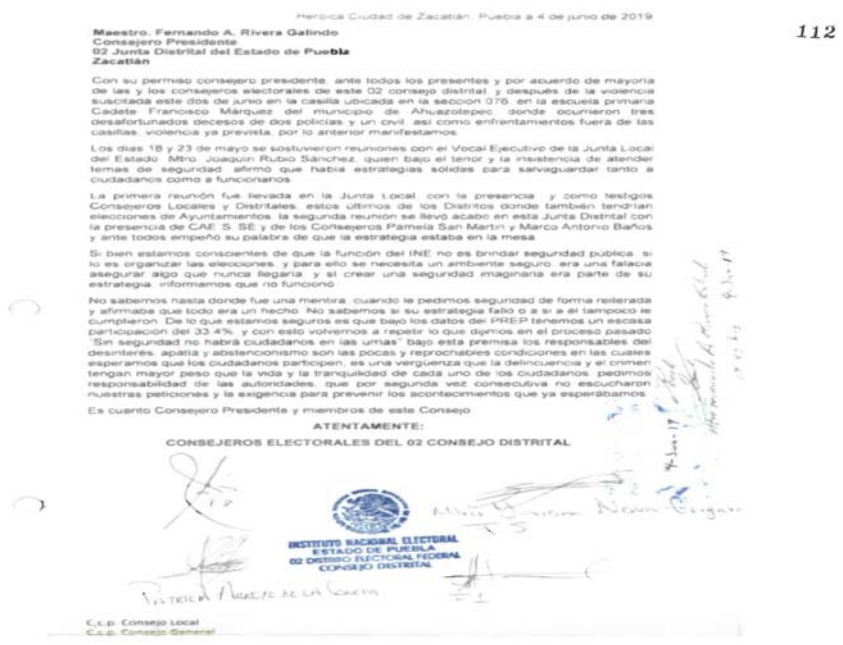 Heroica Ciudad de Zacatlán, Puebla a 4 de junio de 2019
112
Maestro. Fernando A. Rivera Galindo
Consejero Presidente
02 Junta Distrital del Estado de Puebla
Zacatlán
Con su permiso consejero presidente, ante todos los presentes y por acuerdo de mayoría
de las y los consejeros electorales de este 02 consejo distrital y después de la violencia
suscitada este dos de junio en la casilla ubicada en la sección 076, en la escuela primaria
Cadete Francisco Márquez del municipio de Ahuazotepec donde ocurrieron tres
desafortunados decesos de dos policías y un civil, así como enfrentamientos fuera de las
casillas, violencia ya prevista, por lo anterior manifestamos.
Los días 18 y 23 de mayo se sostuvieron reuniones con el Vocal Ejecutivo de la Junta Local
del Estado Mtro. Joaquín Rubio Sánchez, quien bajo el tenor y la insistencia de atender
temas de seguridad, afirmó que había estrategias sólidas para salvaguardar tanto a
ciudadanos como a funcionarios
La primera reunión fue llevada en la Junta Local, con la presencia y como testigos
Consejeros Locales y Distritales, estos últimos de los Distritos donde también tendrían
elecciones de Ayuntamientos, la segunda reunión se llevó acabo en esta Junta Distrital con
la presencia de CAE'S, SE y de los Consejeros Pamela San Martin y Marco Antonio Baños
y ante todos empeñó su palabra de que la estrategia estaba en la mesa.
Si bien estamos conscientes de que la función del INE no es brindar seguridad pública, si
lo es organizar las elecciones, y para ello se necesita un ambiente seguro, era una falacia
asegurar algo que nunca llegaría, y si crear una seguridad imaginaria era parte de su
estrategia, informamos que no funcionó
No sabemos hasta donde fue una mentira, cuando le pedimos seguridad de forma reiterada
y afirmaba que todo era un hecho. No sabemos si su estrategia falló o a si a él tampoco le
cumplieron. De lo que estamos seguros es que bajo los datos del PREP tenemos un escasa
participación del 33.4%, y con esto volvemos a repetir lo que dijimos en el proceso pasado
"Sin seguridad no habrá ciudadanos en las urnas" bajo esta premisa los responsables del
desinterés, apatía y abstencionismo son las pocas y reprochables condiciones en las cuales
esperamos que los ciudadanos participen, es una vergüenza que la delincuencia y el crimen
tengan mayor peso que la vida y la tranquilidad de cada uno de los ciudadanos, pedimos
responsabilidad de las autoridades, que por segunda vez consecutiva no escucharon
nuestras peticiones y la exigencia para prevenir los acontecimientos que ya esperábamos.
Es cuanto Consejero Presidente y miembros de este Consejo
ATENTAMENTE:
CONSEJEROS ELECTORALES DEL 02 CONSEJO DISTRITAL
INSTITUTO NACIONAL ELECTORAL
ESTADO DE PUEBLA
02 DISTRITO ELECTORAL FEDERAL
CONSEJO DISTRITAL
C.c.p. Consejo Local
C.c.p. Consejo General